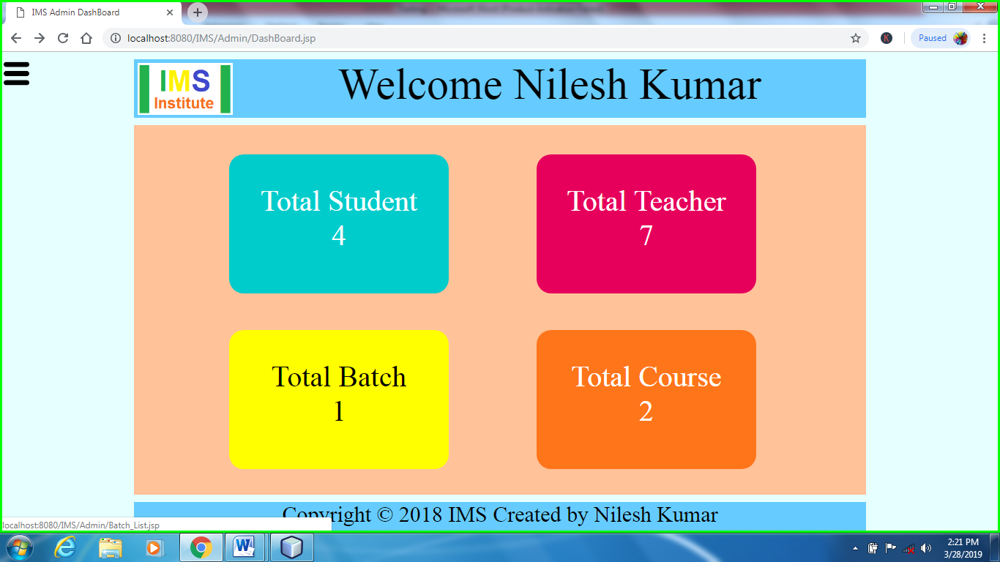 IMS Admin DashBoard
localhost:8080/IMS/Admin/DashBoard.jsp
K
Paused
IMS
Institute
Welcome Nilesh Kumar
Total Student
4
Total Teacher
7
Total Batch
1
Total Course
2
Copyright © 2018 IMS Created by Nilesh Kumar
localhost:8080/IMS/Admin/Batch_List.jsp
2:21 PM
3/28/2019